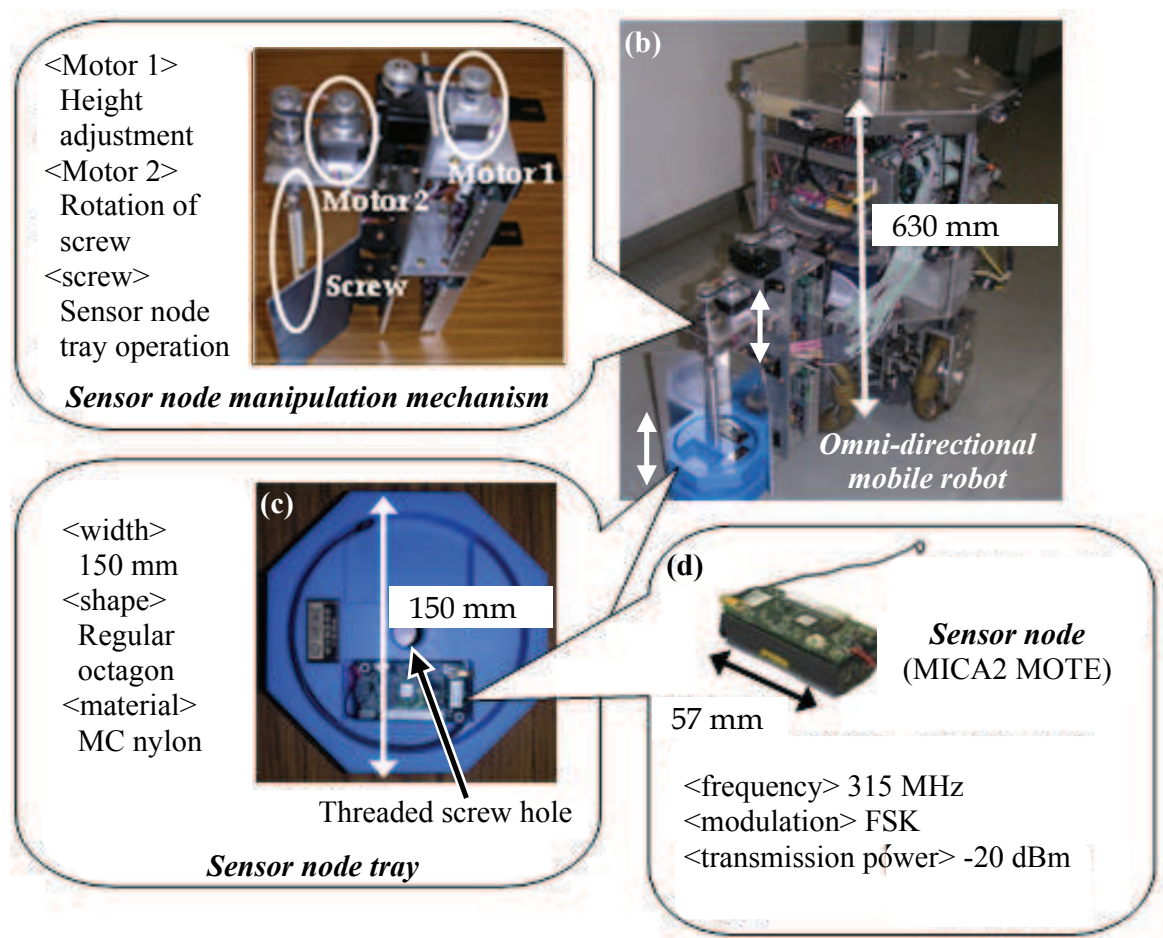 <Motor 1>
Height
adjustment
<Motor 2>
Rotation of
screw
<screw>
Sensor node
tray operation
Motor 1
Motor 2
Screw
Sensor node manipulation mechanism
(b)
630 mm
Omni-directional
mobile robot
<width>
150 mm
<shape>
Regular
octagon
<material>
MC nylon
(c)
150 mm
Threaded screw hole
Sensor node tray
(d)
Sensor node
(MICA2 MOTE)
57 mm
<frequency> 315 MHz
<modulation> FSK
<transmission power> -20 dBm